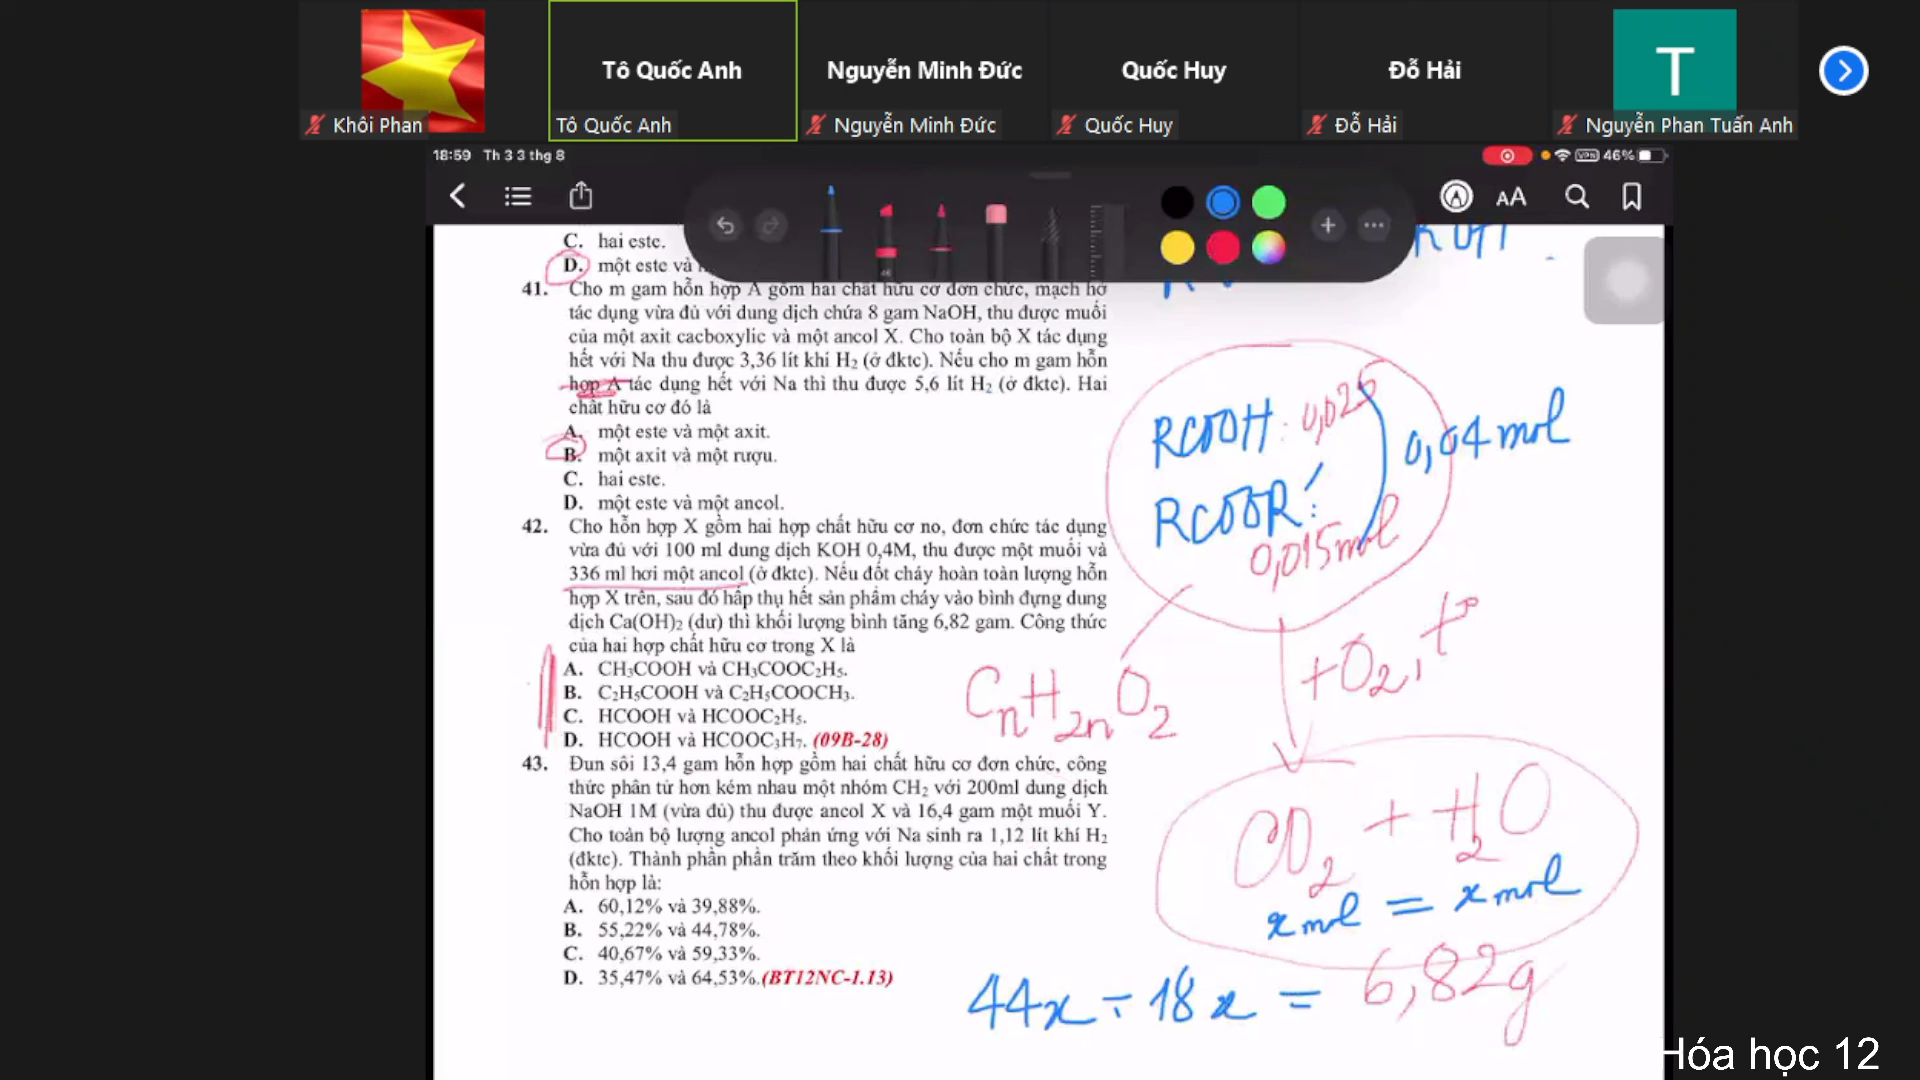 Tô Quốc Anh
Nguyễn Minh Đức
Quốc Huy
Đỗ Hải
T
Khôi Phan
Tô Quốc Anh
Nguyễn Minh Đức
Quốc Huy
Đỗ Hải
Nguyễn Phan Tuấn Anh
18:59 Th 3 3 thg 8
VPN 46%
AA
C. hai este.
D. một este và
41. Cho m gam hỗn hợp A gồm hai chất hữu cơ đơn chức, mạch hở
tác dụng vừa đủ với dung dịch chứa 8 gam NaOH, thu được muối
của một axit cacboxylic và một ancol X. Cho toàn bộ X tác dụng
hết với Na thu được 3,36 lít khí H₂ (ở đktc). Nếu cho m gam hỗn
hợp A tác dụng hết với Na thì thu được 5,6 lít H₂ (ở đktc). Hai
chất hữu cơ đó là
A. một este và một axit.
B. một axit và một rượu.
C. hai este.
D. một este và một ancol.
42. Cho hỗn hợp X gồm hai hợp chất hữu cơ no, đơn chức tác dụng
vừa đủ với 100 ml dung dịch KOH 0,4M, thu được một muối và
336 ml hơi một ancol (ở đktc). Nếu đốt cháy hoàn toàn lượng hỗn
hợp X trên, sau đó hấp thụ hết sản phẩm cháy vào bình đựng dung
dịch Ca(OH)₂ (dư) thì khối lượng bình tăng 6,82 gam. Công thức
của hai hợp chất hữu cơ trong X là
A. CH₃COOH và CH₃COOC₂H₅.
B. C₂H₅COOH và C₂H₅COOCH₃.
C. HCOOH và HCOOC₂H₅.
D. HCOOH và HCOOC₃H₇. (09B-28)
43. Đun sôi 13,4 gam hỗn hợp gồm hai chất hữu cơ đơn chức, công
thức phân tử hơn kém nhau một nhóm CH₂ với 200ml dung dịch
NaOH 1M (vừa đủ) thu được ancol X và 16,4 gam một muối Y.
Cho toàn bộ lượng ancol phản ứng với Na sinh ra 1,12 lít khí H₂
(đktc). Thành phần phần trăm theo khối lượng của hai chất trong
hỗn hợp là:
A. 60,12% và 39,88%.
B. 55,22% và 44,78%.
C. 40,67% và 59,33%.
D. 35,47% và 64,53%.(BT12NC-1.13)
RCOOH: 0,025
0,04 mol
RCOOR':
0,015mol
+O₂, t°
CnH2nO₂
CO₂ + H₂O
x mol = x mol
44x + 18x = 6,82g
Hóa học 12